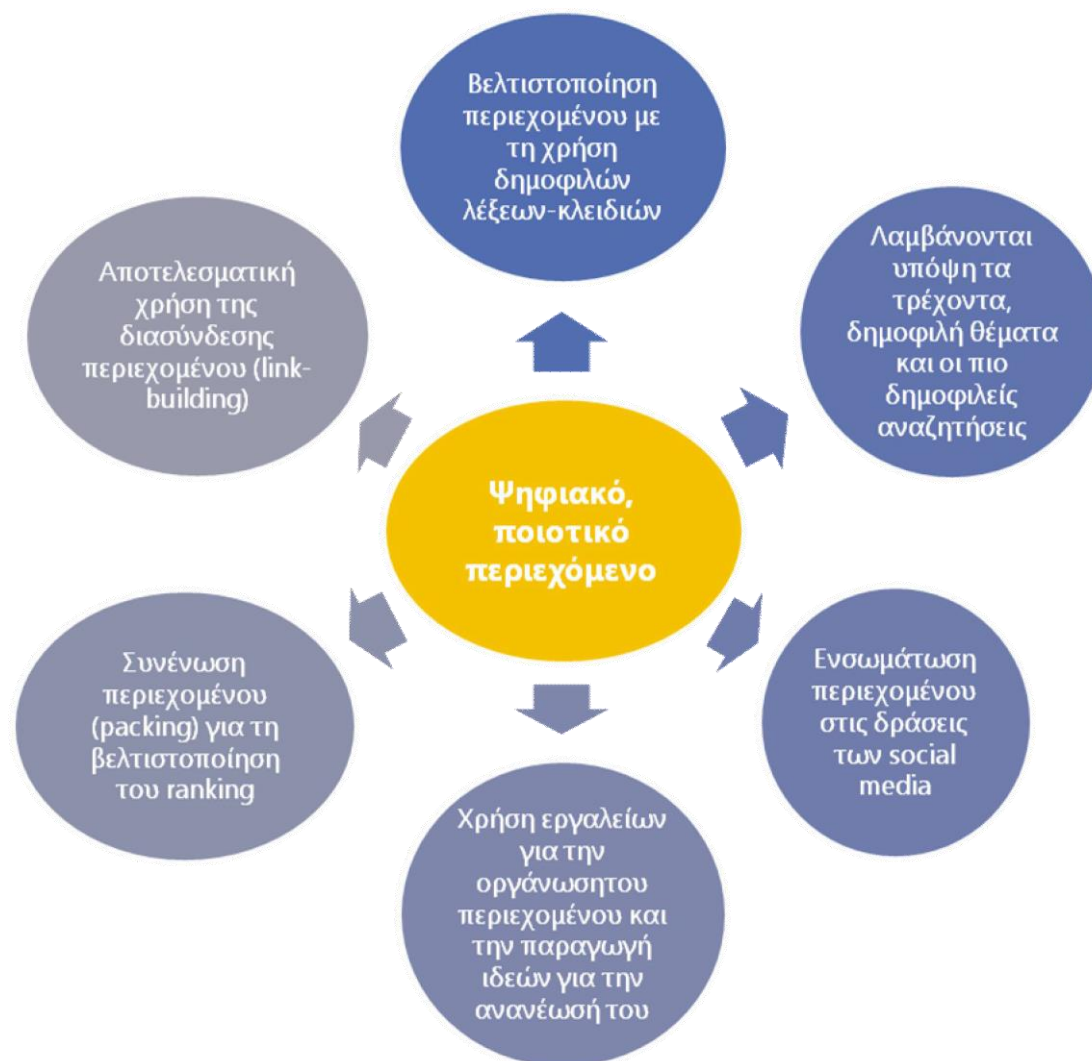 Βελτιστοποίηση
περιεχομένου με
τη χρήση
δημοφιλών
λέξεων-κλειδιών
Λαμβάνονται
υπόψη τα
τρέχοντα,
δημοφιλή θέματα
και οι πιο
δημοφιλείς
αναζητήσεις
Ενσωμάτωση
περιεχομένου
στις δράσεις
των social
media
Χρήση εργαλείων
για την
οργάνωσητου
περιεχομένου και
την παραγωγή
ιδεών για την
ανανέωσή του
Συνένωση
περιεχομένου
(packing) για τη
βελτιστοποίηση
του ranking
Αποτελεσματική
χρήση της
διασύνδεσης
περιεχομένου (link-
building)
Ψηφιακό,
ποιοτικό
περιεχόμενο